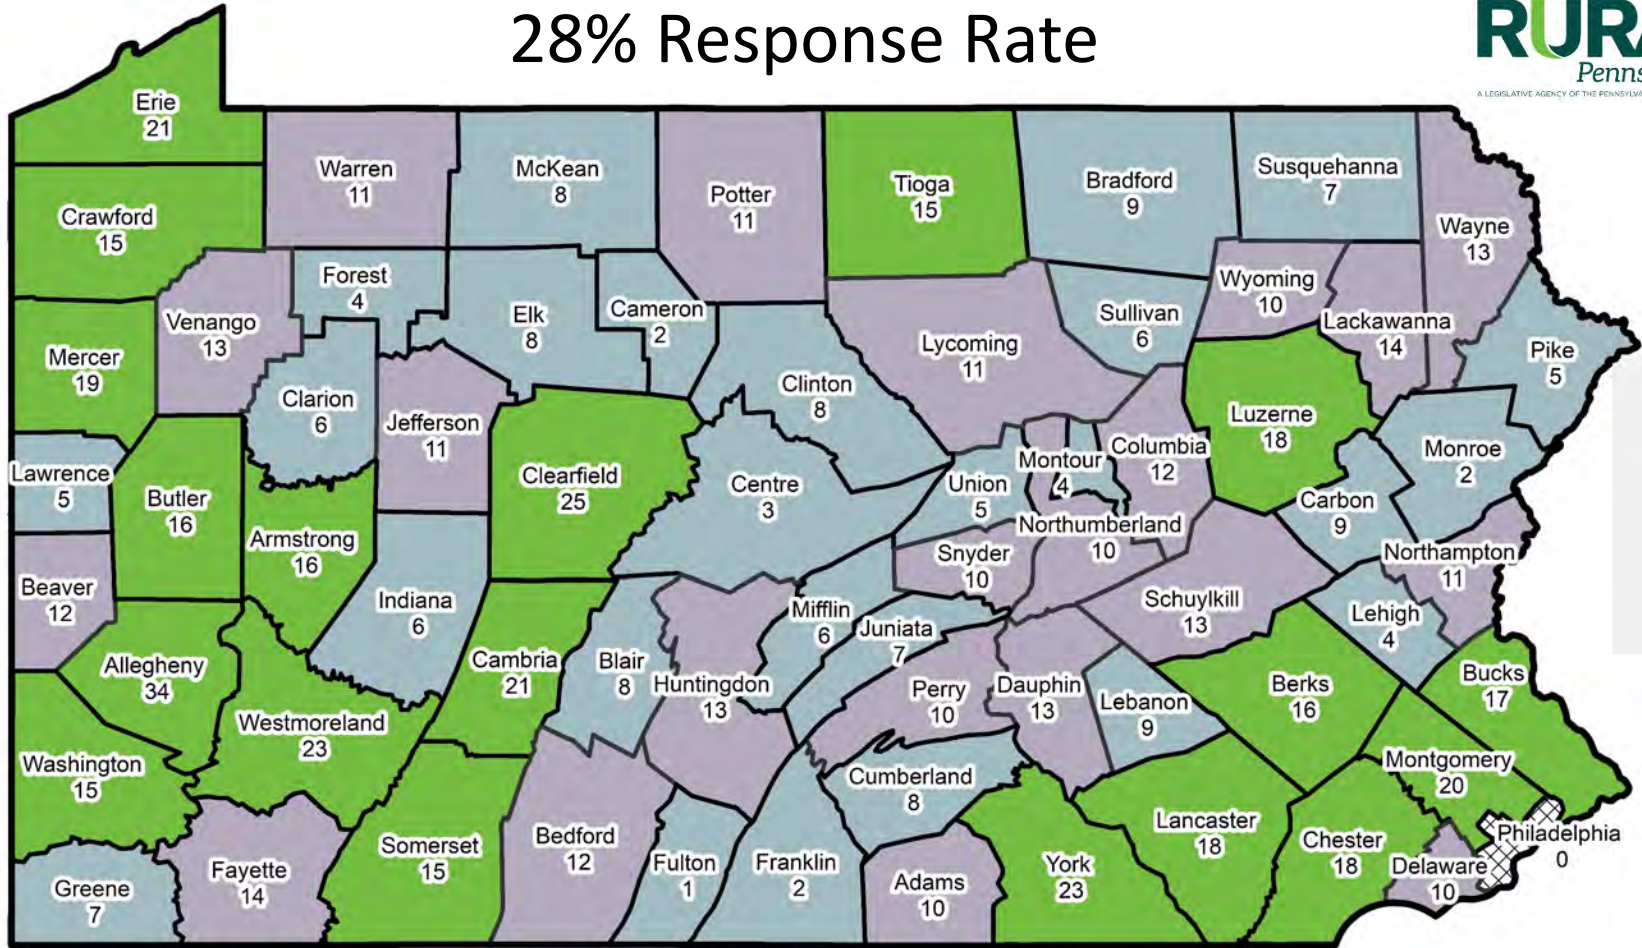 28% Response Rate
RURA
Penns
A LEGISLATIVE AGENCY OF THE PENNSYLVA
Erie
21
Warren
11
McKean
8
Potter
11
Tioga
15
Bradford
9
Susquehanna
7
Wayne
13
Crawford
15
Forest
4
Elk
8
Cameron
2
Wyoming
10
Lackawanna
14
Sullivan
6
Venango
13
Mercer
19
Lycoming
11
Pike
5
Clinton
8
Clarion
6
Jefferson
11
Luzerne
18
Columbia
12
Monroe
2
Montour
4
Lawrence
5
Butler
16
Clearfield
25
Centre
3
Union
5
Carbon
9
Armstrong
16
Northumberland
10
Snyder
10
Northampton
11
Beaver
12
Indiana
6
Mifflin
6
Juniata
7
Schuylkill
13
Lehigh
4
Allegheny
34
Cambria
21
Blair
8
Huntingdon
13
Perry
10
Dauphin
13
Lebanon
9
Berks
16
Bucks
17
Westmoreland
23
Washington
15
Cumberland
8
Montgomery
20
Somerset
15
Bedford
12
Fulton
1
Franklin
2
Adams
10
York
23
Lancaster
18
Chester
18
Delaware
10
Philadelphia
0
Fayette
14
Greene
7